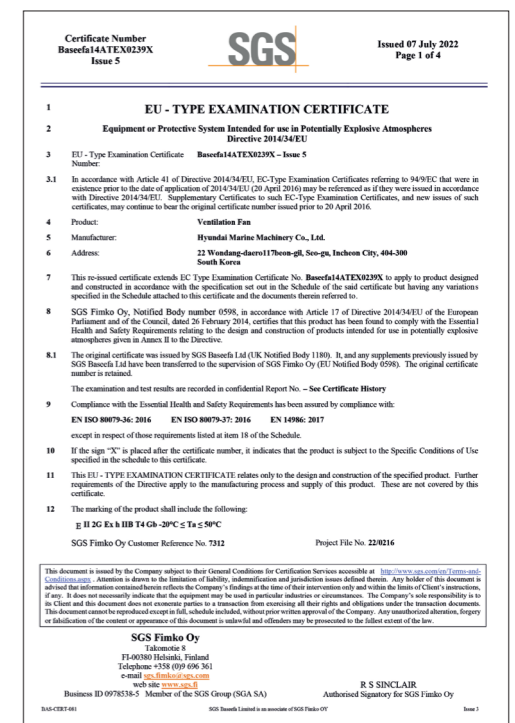 Certificate Number
Baseefa14ATEX0239X
Issue 5
SGS
Issued 07 July 2022
Page 1 of 4
1 EU - TYPE EXAMINATION CERTIFICATE
2 Equipment or Protective System Intended for use in Potentially Explosive Atmospheres
Directive 2014/34/EU
3 EU - Type Examination Certificate Baseefa14ATEX0239X – Issue 5
Number:
3.1 In accordance with Article 41 of Directive 2014/34/EU, EC-Type Examination Certificates referring to 94/9/EC that were in
existence prior to the date of application of 2014/34/EU (20 April 2016) may be referenced as if they were issued in accordance
with Directive 2014/34/EU. Supplementary Certificates to such EC-Type Examination Certificates, and new issues of such
certificates, may continue to bear the original certificate number issued prior to 20 April 2016.
4 Product: Ventilation Fan
5 Manufacturer: Hyundai Marine Machinery Co., Ltd.
6 Address: 22 Wondang-daero117beon-gil, Seo-gu, Incheon City, 404-300
South Korea
7 This re-issued certificate extends EC Type Examination Certificate No. Baseefa14ATEX0239X to apply to product designed
and constructed in accordance with the specification set out in the Schedule of the said certificate but having any variations
specified in the Schedule attached to this certificate and the documents therein referred to.
8 SGS Fimko Oy, Notified Body number 0598, in accordance with Article 17 of Directive 2014/34/EU of the European
Parliament and of the Council, dated 26 February 2014, certifies that this product has been found to comply with the Essential
Health and Safety Requirements relating to the design and construction of products intended for use in potentially explosive
atmospheres given in Annex II to the Directive.
8.1 The original certificate was issued by SGS Baseefa Ltd (UK Notified Body 1180). It, and any supplements previously issued by
SGS Baseefa Ltd have been transferred to the supervision of SGS Fimko Oy (EU Notified Body 0598). The original certificate
number is retained.
The examination and test results are recorded in confidential Report No. – See Certificate History
9 Compliance with the Essential Health and Safety Requirements has been assured by compliance with:
EN ISO 80079-36: 2016 EN ISO 80079-37: 2016 EN 14986: 2017
except in respect of those requirements listed at item 18 of the Schedule.
10 If the sign “X” is placed after the certificate number, it indicates that the product is subject to the Specific Conditions of Use
specified in the schedule to this certificate.
11 This EU - TYPE EXAMINATION CERTIFICATE relates only to the design and construction of the specified product. Further
requirements of the Directive apply to the manufacturing process and supply of this product. These are not covered by this
certificate.
12 The marking of the product shall include the following:
E II 2G Ex h IIB T4 Gb -20°C ≤ Ta ≤ 50°C
SGS Fimko Oy Customer Reference No. 7312 Project File No. 22/0216
This document is issued by the Company subject to their General Conditions for Certification Services accessible at http://www.sgs.com/en/Terms-and-
Conditions.aspx . Attention is drawn to the limitation of liability, indemnification and jurisdiction issues defined therein. Any holder of this document is
advised that information contained hereon reflects the Company's findings at the time of their intervention only and within the limits of Client's instructions,
if any. It does not necessarily indicate that the equipment may be used in particular industries or circumstances. The Company's sole responsibility is to
its Client and this document does not exonerate parties to a transaction from exercising all their rights and obligations under the transaction documents.
This document cannot be reproduced except in full, schedule included, without prior written approval of the Company. Any unauthorized alteration, forgery
or falsification of the content or appearance of this document is unlawful and offenders may be prosecuted to the fullest extent of the law.
SGS Fimko Oy
Takomotie 8
FI-00380 Helsinki, Finland
Telephone +358 (0)9 696 361
e-mail sgs.fimko@sgs.com
web site www.sgs.fi
Business ID 0978538-5 Member of the SGS Group (SGA SA)
R S SINCLAIR
Authorised Signatory for SGS Fimko Oy
BAS-CERT-081 SGS Baseefa Limited is an associate of SGS Fimko OY Issue 3